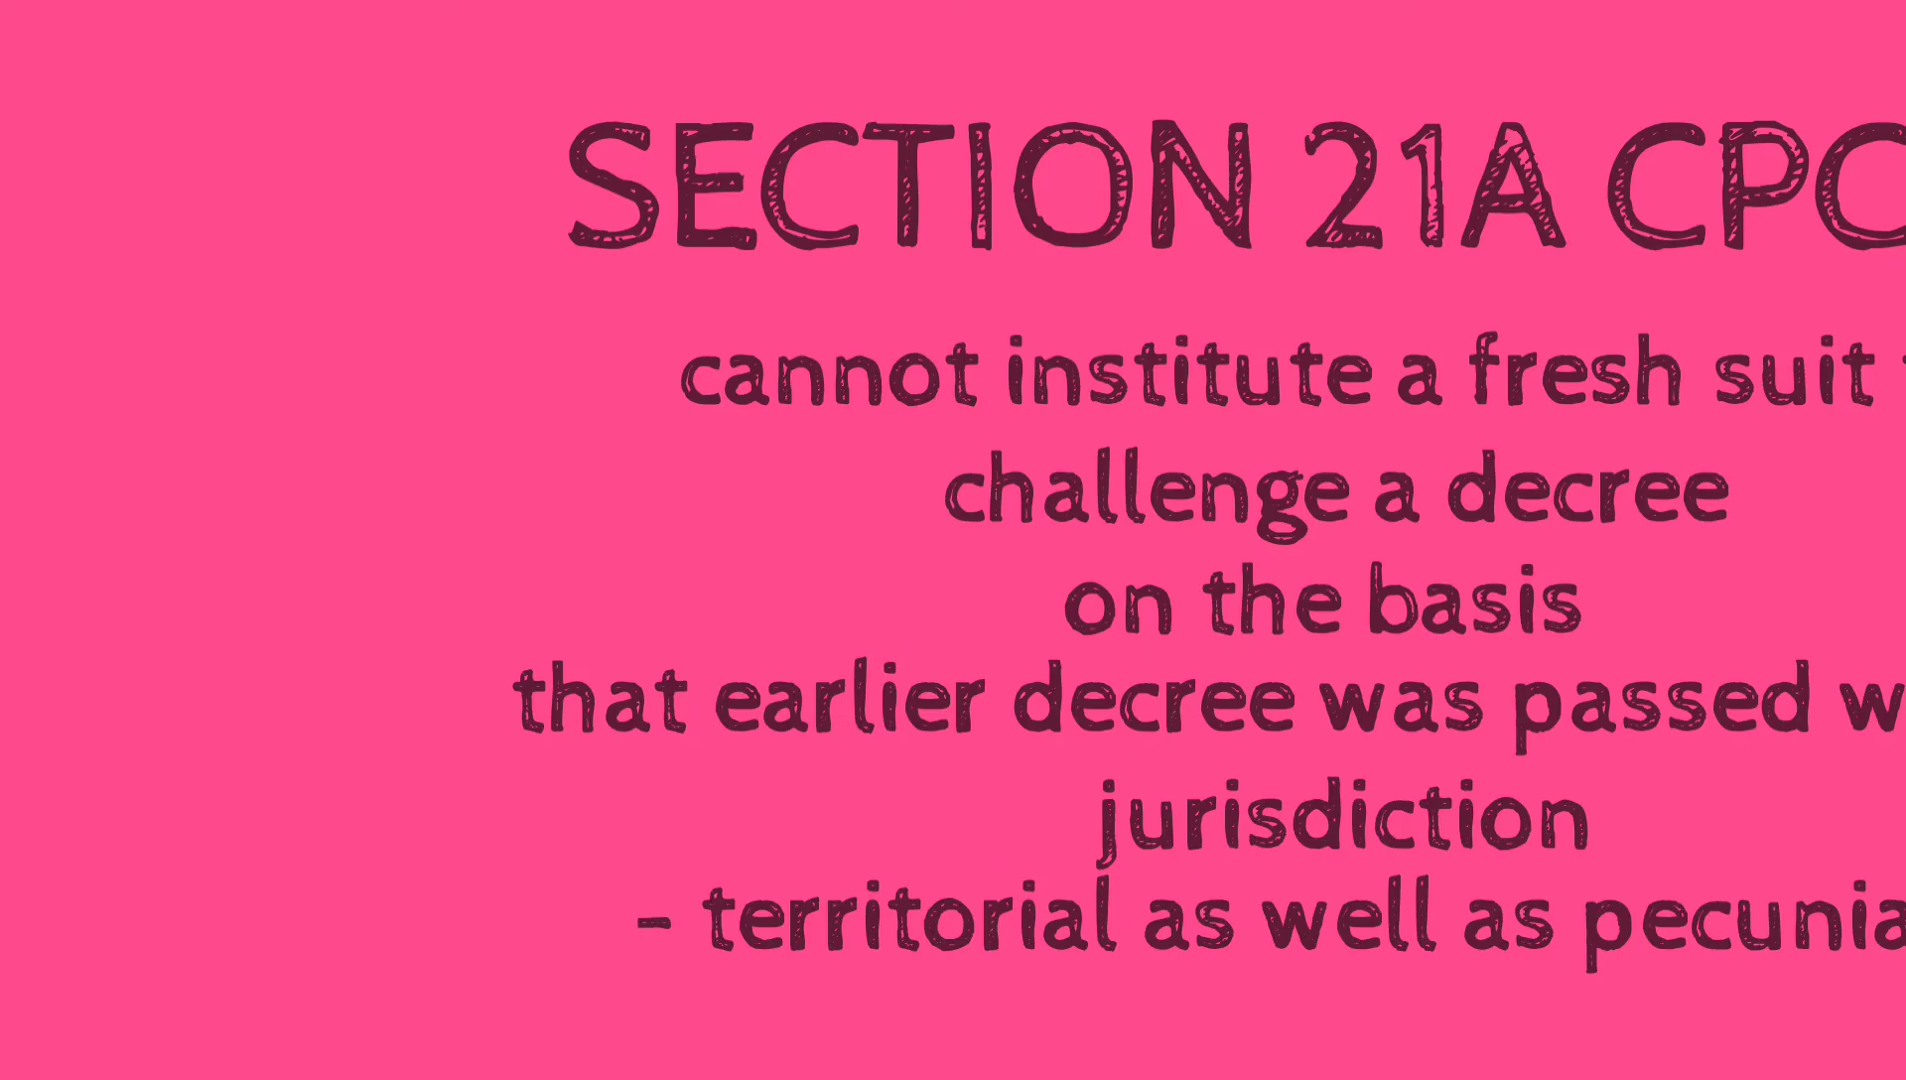 SECTION 21A CPC
cannot institute a fresh suit
challenge a decree
on the basis
that earlier decree was passed
jurisdiction
- territorial as well as